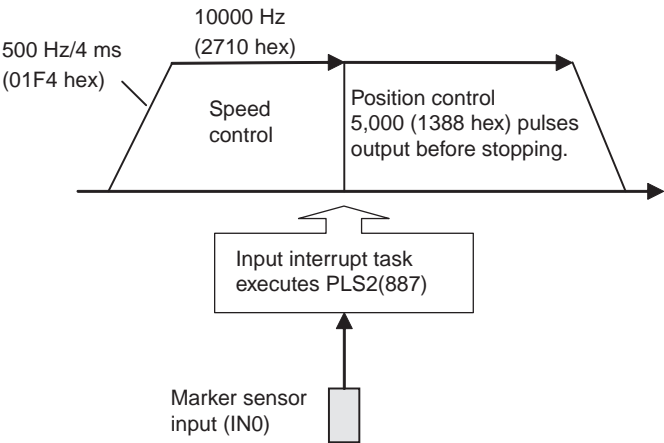 10000 Hz
(2710 hex)
500 Hz/4 ms
(01F4 hex)
Speed
control
Position control
5,000 (1388 hex) pulses
output before stopping.
Input interrupt task
executes PLS2(887)
Marker sensor
input (IN0)